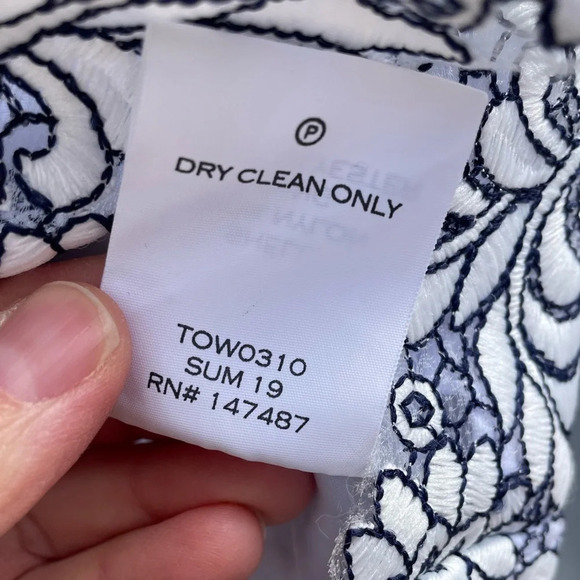 P
DRY CLEAN ONLY
TOW0310
SUM 19
RN# 147487